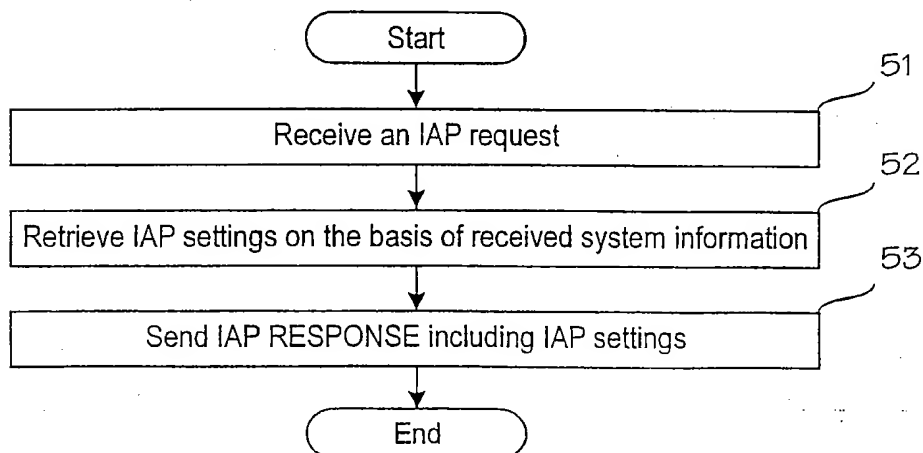 Start
51
Receive an IAP request
52
Retrieve IAP settings on the basis of received system information
53
Send IAP RESPONSE including IAP settings
End